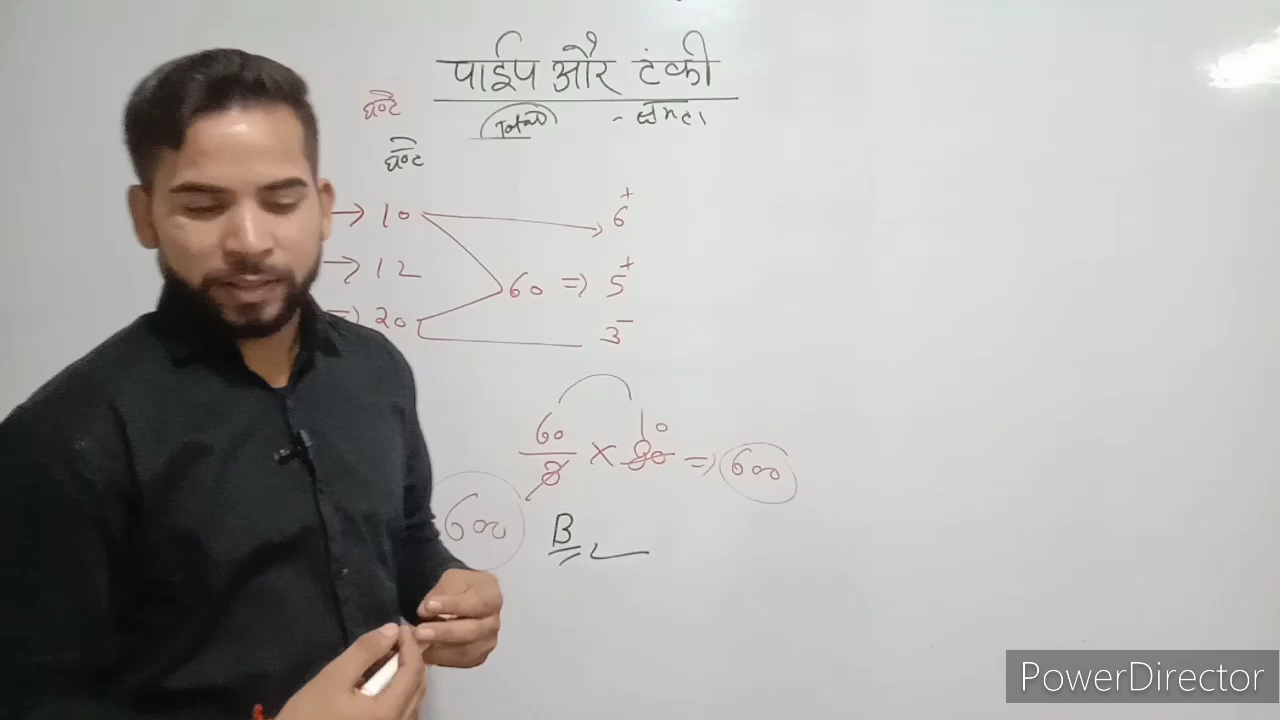 पाईप और टंकी
घण्टे
Total - क्षमता
घण्टे
→ 10 6+
→ 12 60 => 5+
=> 20 3-
10
60/8 × 80 => 600
600 B
PowerDirector